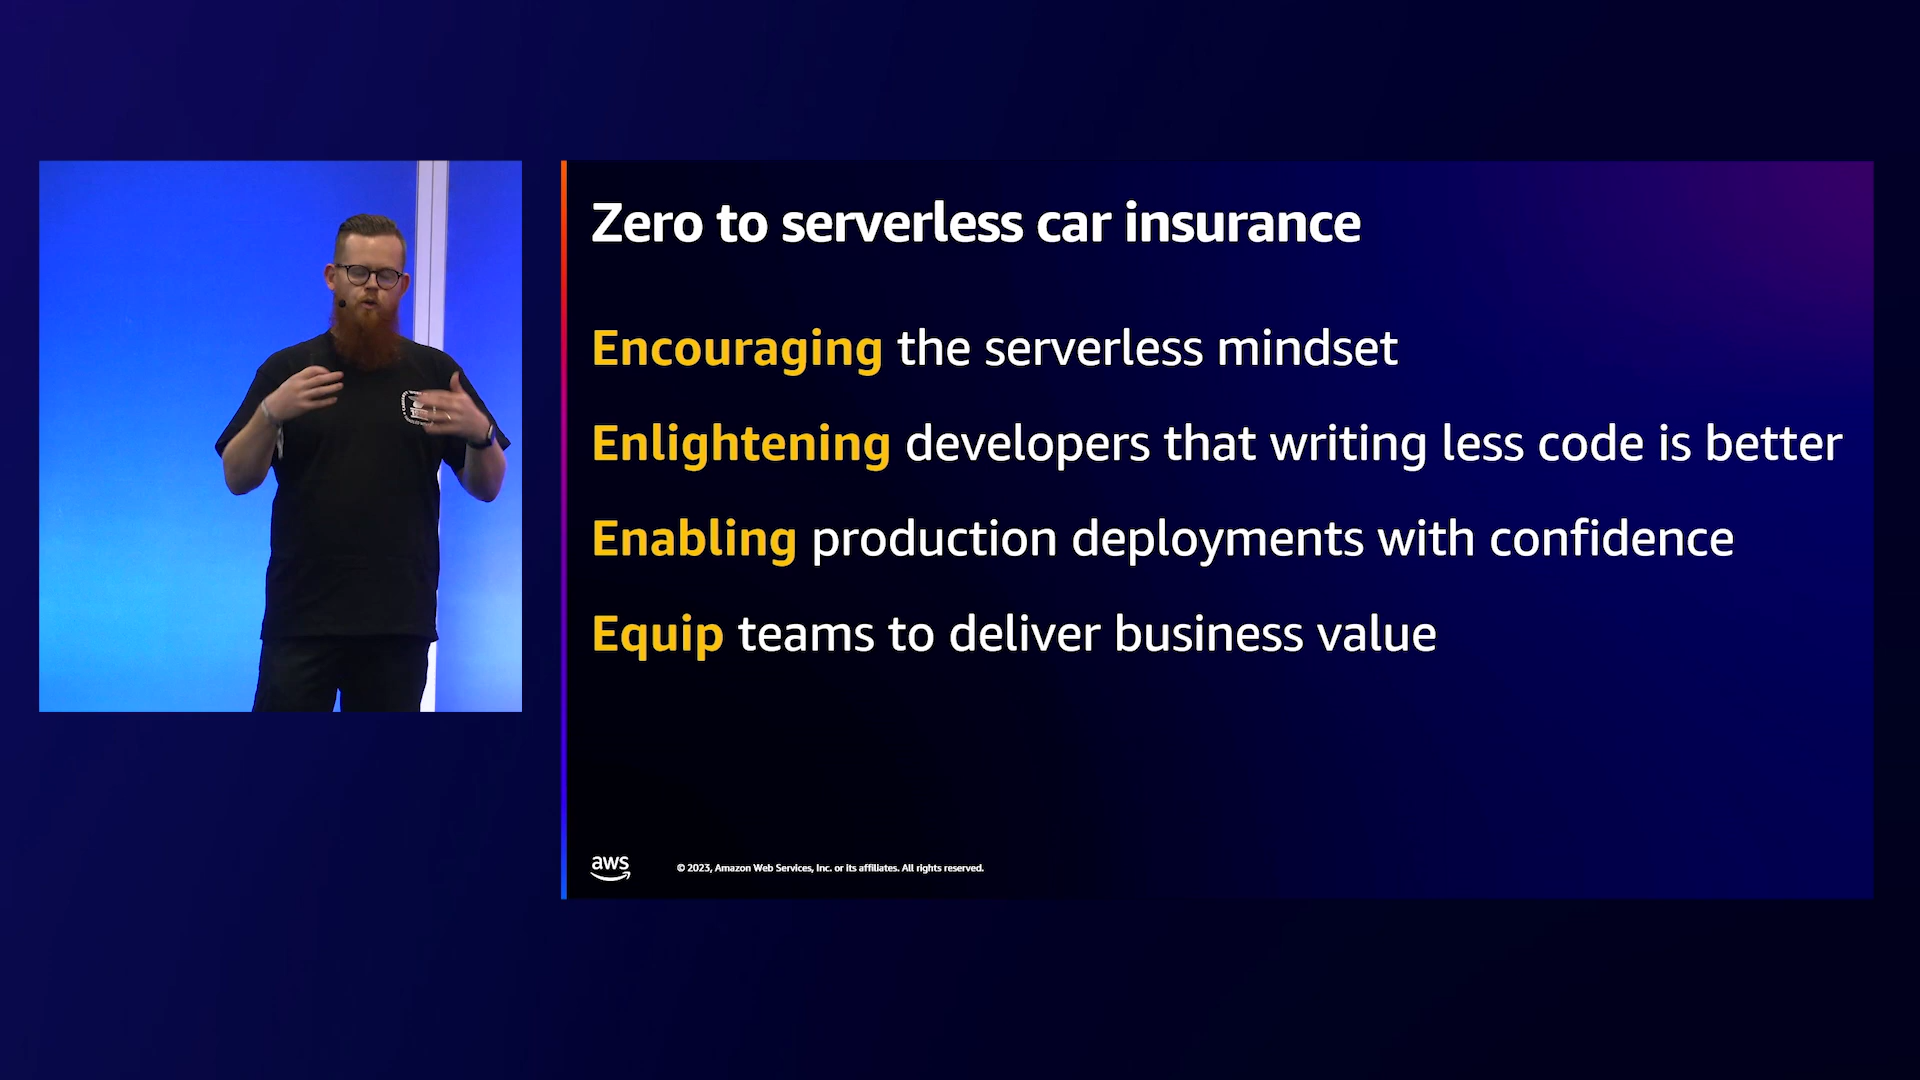 Zero to serverless car insurance
Encouraging the serverless mindset
Enlightening developers that writing less code is better
Enabling production deployments with confidence
Equip teams to deliver business value
aws
© 2023, Amazon Web Services, Inc. or its affiliates. All rights reserved.